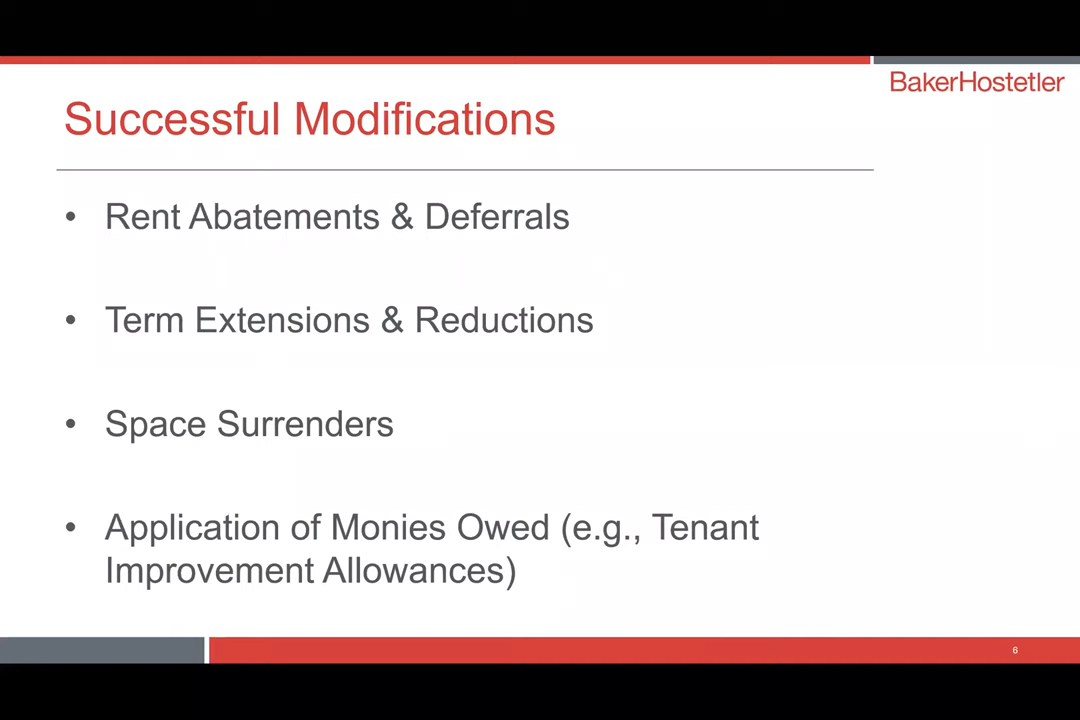 BakerHostetler
Successful Modifications
• Rent Abatements & Deferrals
• Term Extensions & Reductions
• Space Surrenders
• Application of Monies Owed (e.g., Tenant
Improvement Allowances)
6